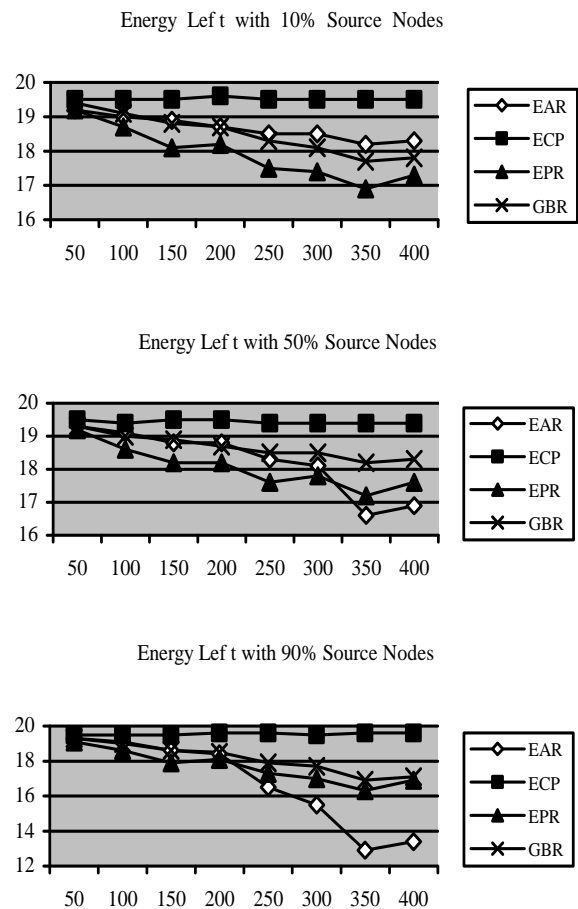 Energy Lef t with 10% Source Nodes
20
19
18
17
16
50 100 150 200 250 300 350 400
EAR
ECP
EPR
GBR
Energy Lef t with 50% Source Nodes
20
19
18
17
16
50 100 150 200 250 300 350 400
EAR
ECP
EPR
GBR
Energy Lef t with 90% Source Nodes
20
18
16
14
12
50 100 150 200 250 300 350 400
EAR
ECP
EPR
GBR